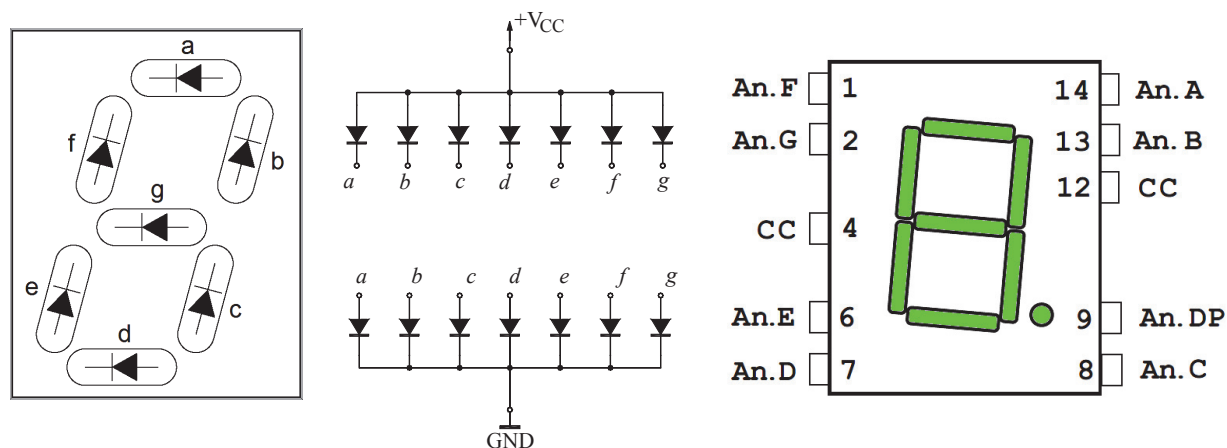 a
f
b
g
e
c
d
+VCC
a b c d e f g
a b c d e f g
GND
An.F 1 14 An.A
An.G 2 13 An.B
12 CC
CC 4
An.E 6 9 An.DP
An.D 7 8 An.C